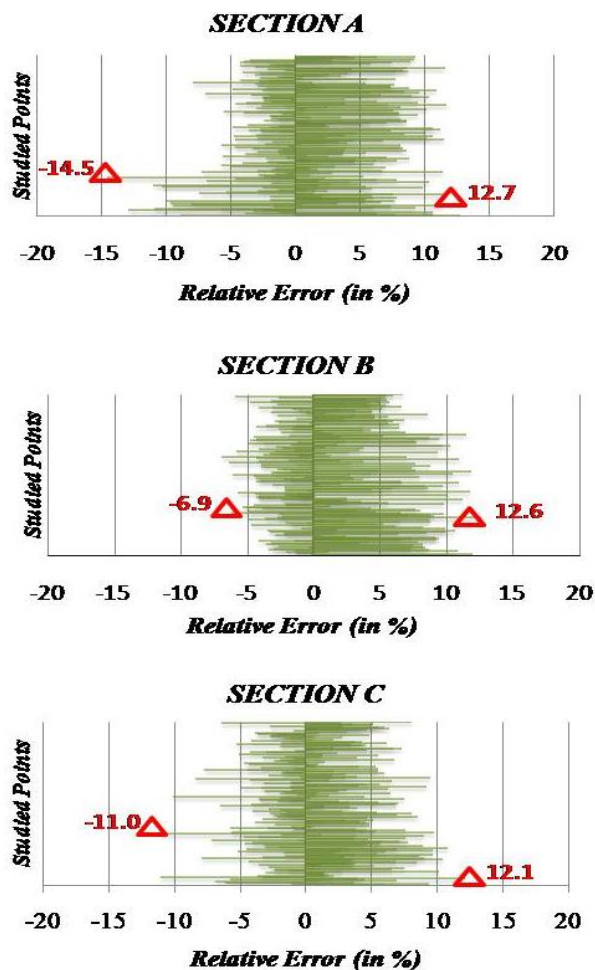 SECTION A
Studied Points
-14.5
12.7
-20 -15 -10 -5 0 5 10 15 20
Relative Error (in %)
SECTION B
Studied Points
-6.9
12.6
-20 -15 -10 -5 0 5 10 15 20
Relative Error (in %)
SECTION C
Studied Points
-11.0
12.1
-20 -15 -10 -5 0 5 10 15 20
Relative Error (in %)